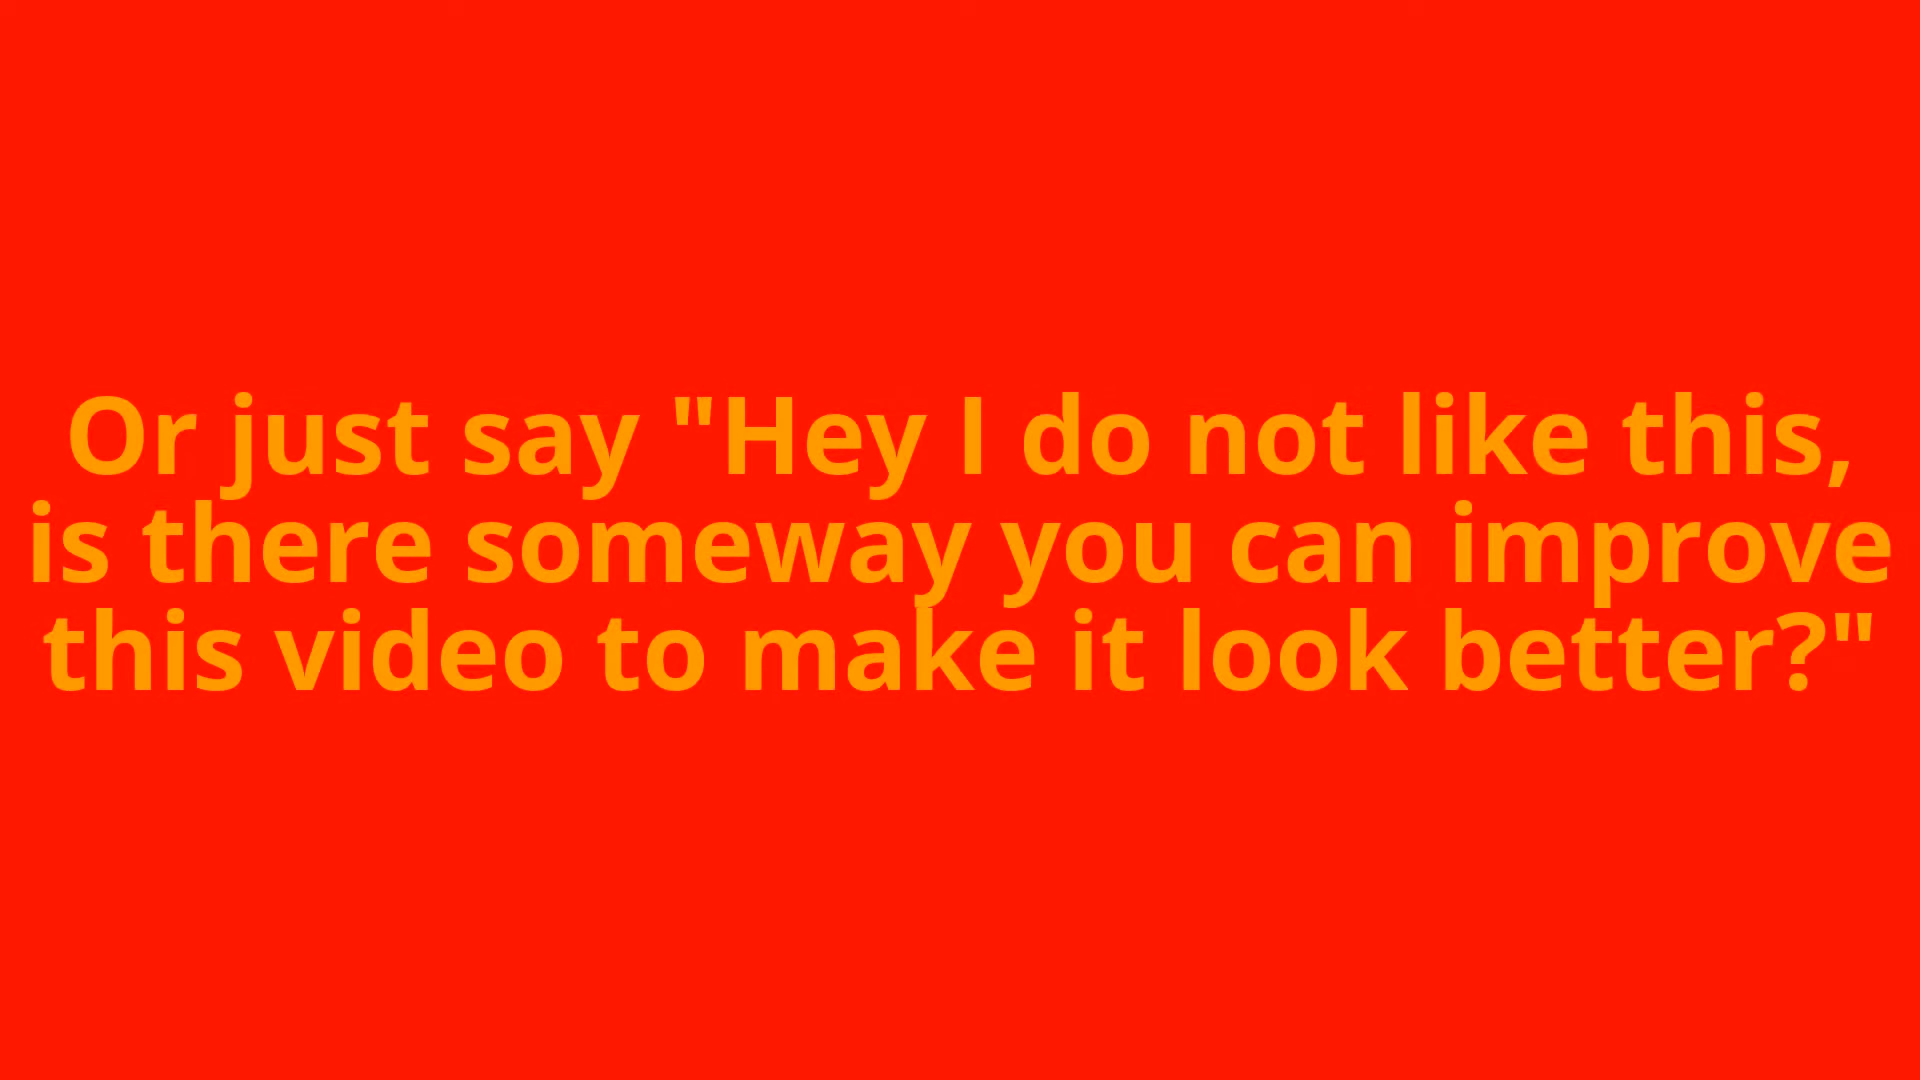 Or just say "Hey I do not like this,
is there someway you can improve
this video to make it look better?"